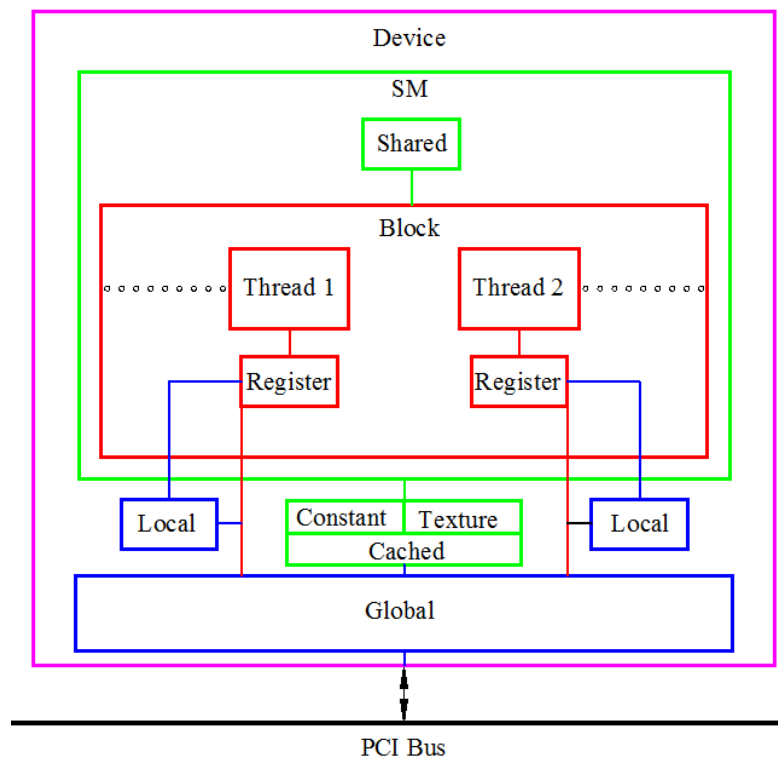 Device
SM
Shared
Block
Thread 1
Thread 2
Register
Register
Local
Constant
Texture
Local
Cached
Global
PCI Bus